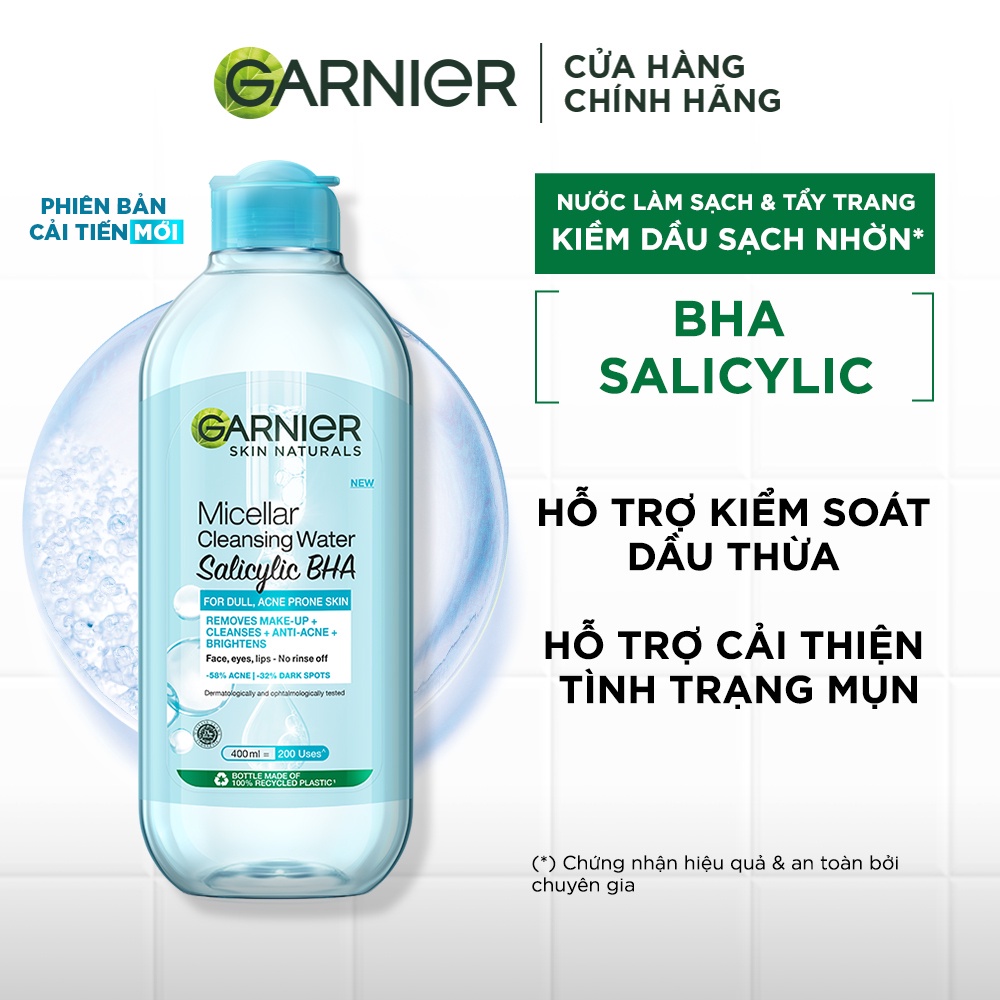 GARNIER
CỬA HÀNG
CHÍNH HÃNG
PHIÊN BẢN
CẢI TIẾN MỚI
NƯỚC LÀM SẠCH & TẨY TRANG
KIỀM DẦU SẠCH NHỜN*
BHA
SALICYLIC
HỖ TRỢ KIỂM SOÁT
DẦU THỪA
HỖ TRỢ CẢI THIỆN
TÌNH TRẠNG MỤN
(*) Chứng nhận hiệu quả & an toàn bởi
chuyên gia
GARNIER
SKIN NATURALS
NEW
Micellar
Cleansing Water
Salicylic BHA
FOR DULL, ACNE PRONE SKIN
REMOVES MAKE-UP +
CLEANSES + ANTI-ACNE +
BRIGHTENS
Face, eyes, lips - No rinse off
-58% ACNE | -32% DARK SPOTS
Dermatologically and ophtalmologically tested
400ml = 200 Uses^
BOTTLE MADE OF
100% RECYCLED PLASTIC¹